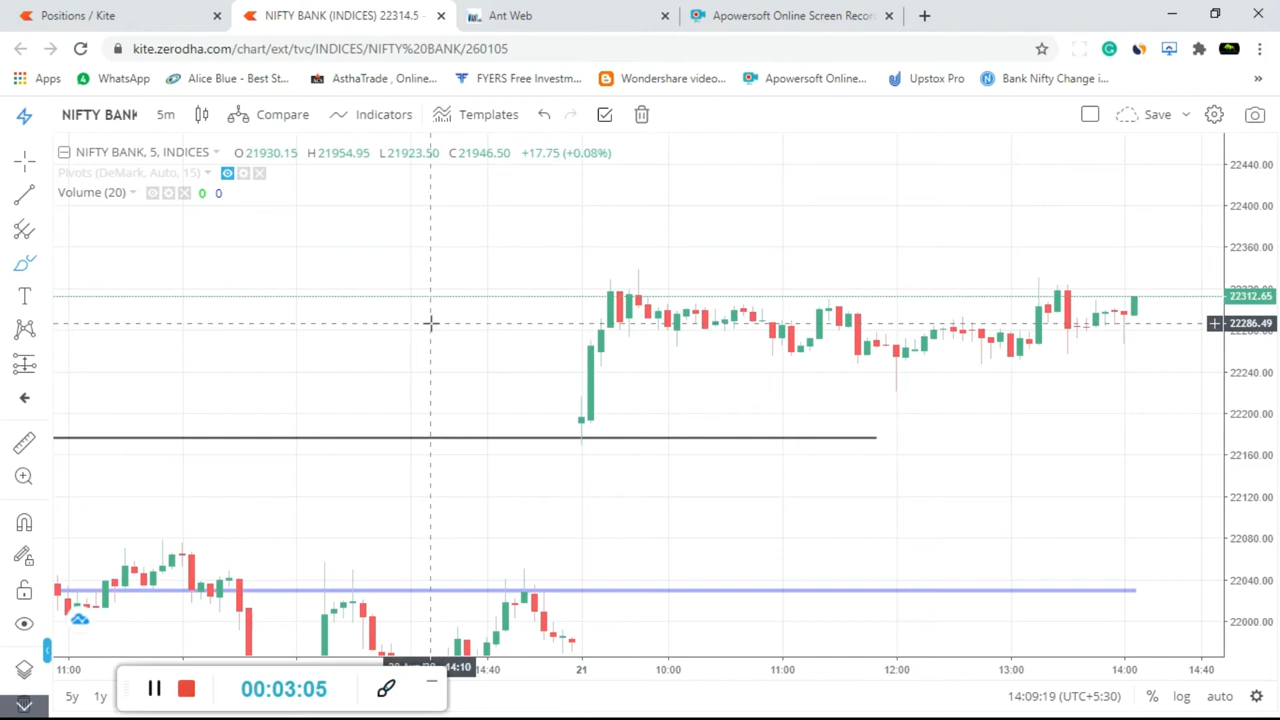 Positions / Kite
NIFTY BANK (INDICES) 22314.5 -
Ant Web
Apowersoft Online Screen Recor
kite.zerodha.com/chart/ext/tvc/INDICES/NIFTY%20BANK/260105
Apps
WhatsApp
Alice Blue - Best St...
AsthaTrade , Online...
FYERS Free Investm...
Wondershare video...
Apowersoft Online...
Upstox Pro
Bank Nifty Change i...
»
NIFTY BANK
5m
Compare
Indicators
Templates
Save
NIFTY BANK, 5, INDICES
O 21930.15 H 21954.95 L 21923.50 C 21946.50 +17.75 (+0.08%)
Pivots (DeMark, Auto, 15)
Volume (20)
0 0
22440.00
22400.00
22360.00
22312.65
22286.49
22240.00
22200.00
22160.00
22120.00
22080.00
22040.00
22000.00
11:00
14:10
14:40
21
10:00
11:00
12:00
13:00
14:00
14:40
00:03:05
5y
1y
14:09:19 (UTC+5:30)
%
log
auto